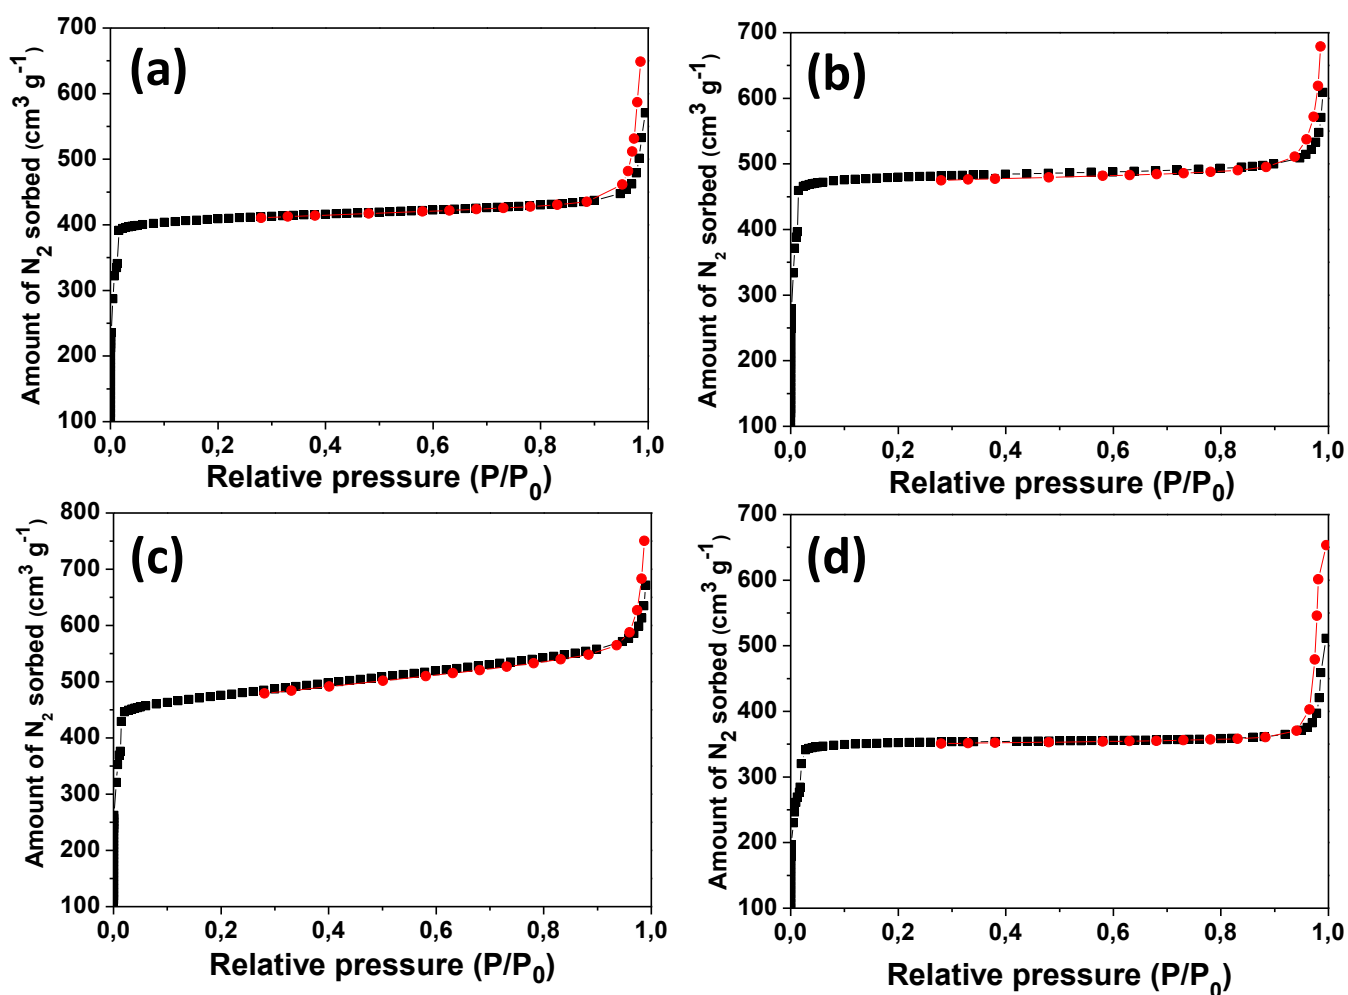 (a)
700
600
500
400
300
200
100
0,0 0,2 0,4 0,6 0,8 1,0
Amount of N₂ sorbed (cm³ g⁻¹)
Relative pressure (P/P₀)
(b)
700
600
500
400
300
200
100
0,0 0,2 0,4 0,6 0,8 1,0
Amount of N₂ sorbed (cm³ g⁻¹)
Relative pressure (P/P₀)
(c)
800
700
600
500
400
300
200
100
0,0 0,2 0,4 0,6 0,8 1,0
Amount of N₂ sorbed (cm³ g⁻¹)
Relative pressure (P/P₀)
(d)
700
600
500
400
300
200
100
0,0 0,2 0,4 0,6 0,8 1,0
Amount of N₂ sorbed (cm³ g⁻¹)
Relative pressure (P/P₀)